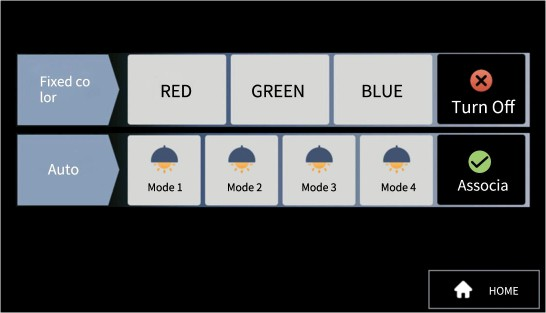 Fixed co
lor
RED
GREEN
BLUE
Turn Off
Auto
Mode 1
Mode 2
Mode 3
Mode 4
Associa
HOME